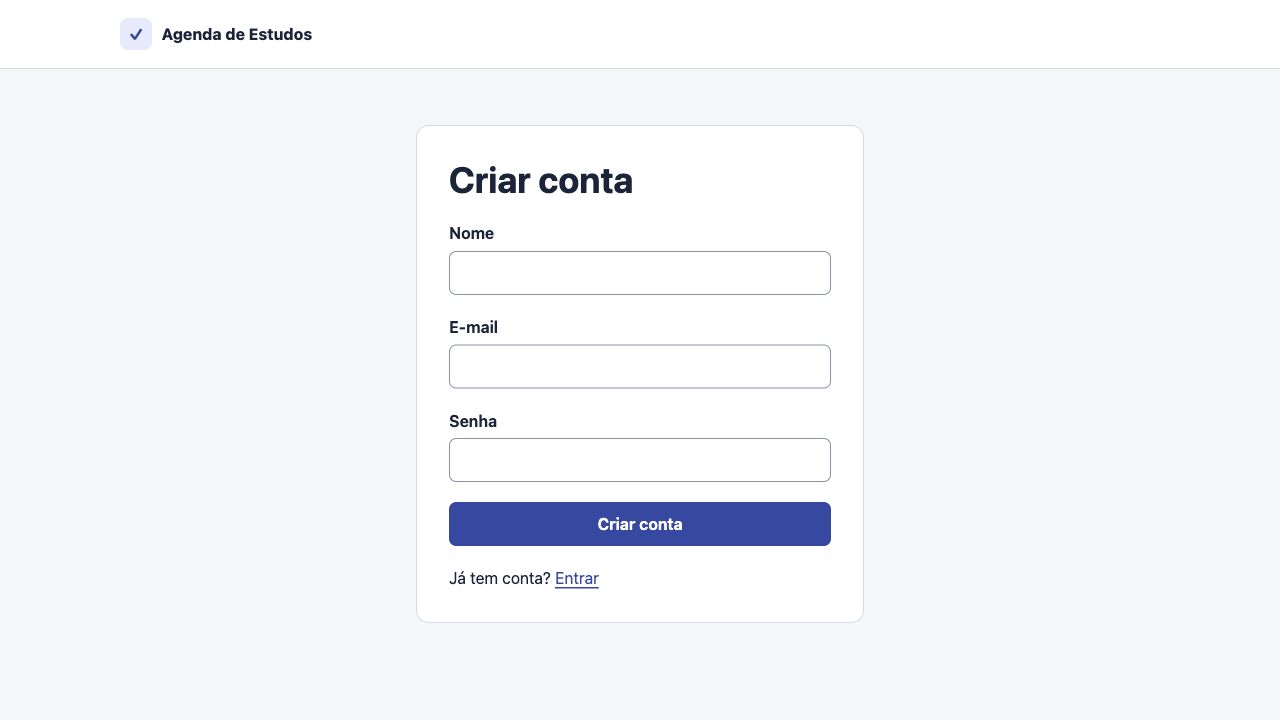 Agenda de Estudos
Criar conta
Nome
E-mail
Senha
Criar conta
Já tem conta? Entrar